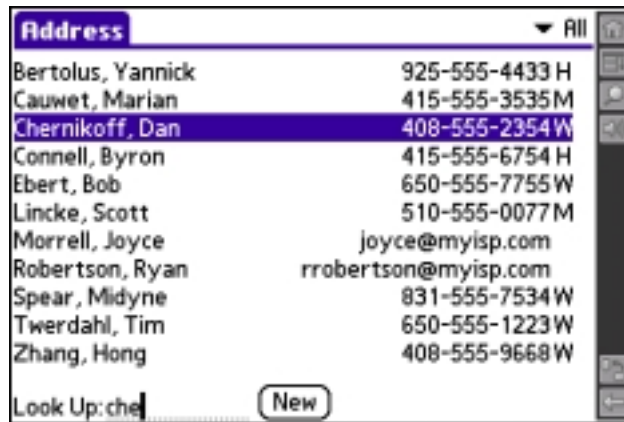 Address All
Bertolus, Yannick 925-555-4433 H
Cauwet, Marian 415-555-3535 M
Chernikoff, Dan 408-555-2354 W
Connell, Byron 415-555-6754 H
Ebert, Bob 650-555-7755 W
Lincke, Scott 510-555-0077 M
Morrell, Joyce joyce@myisp.com
Robertson, Ryan rrobertson@myisp.com
Spear, Midyne 831-555-7534 W
Twerdahl, Tim 650-555-1223 W
Zhang, Hong 408-555-9668 W
Look Up: che New